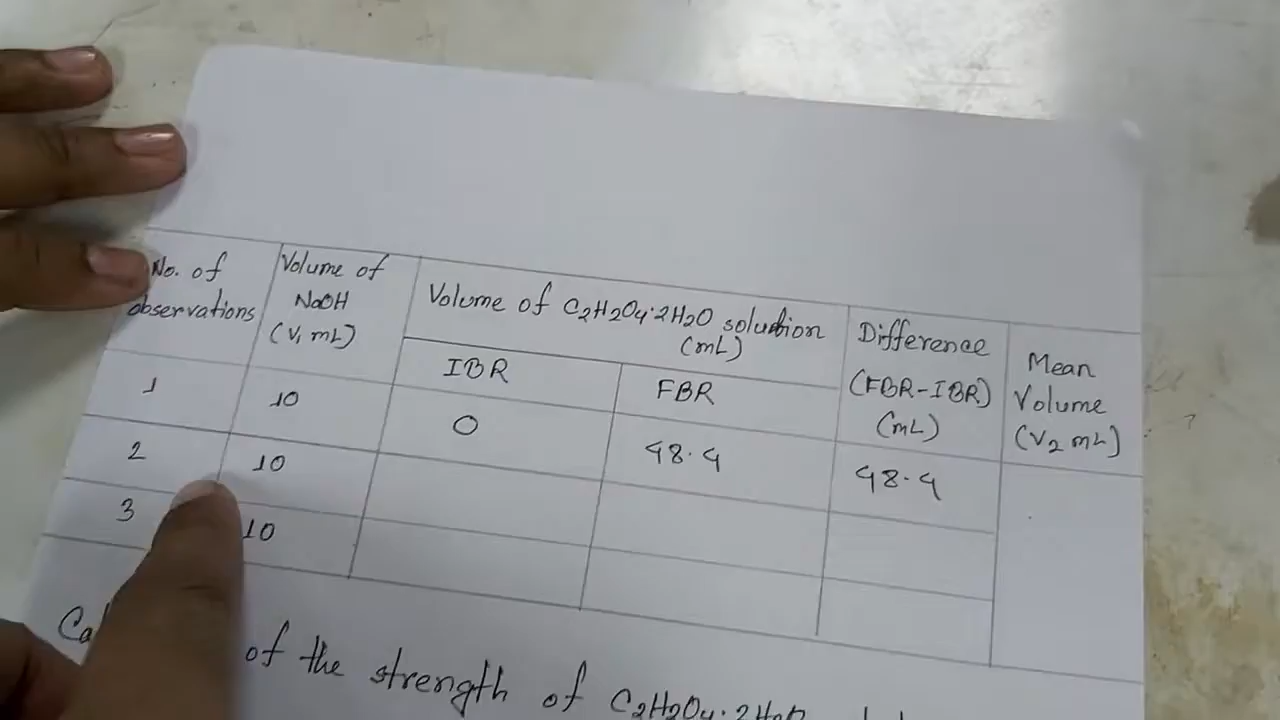 No. of
observations
Volume of
NaOH
(V₁ mL)
Volume of C₂H₂O₄·2H₂O solution
(mL)
IBR
FBR
Difference
(FBR-IBR)
(mL)
Mean
Volume
(V₂ mL)
1
10
0
48.4
48.4
2
10
3
10
of the strength of C₂H₂O₄·2H₂O